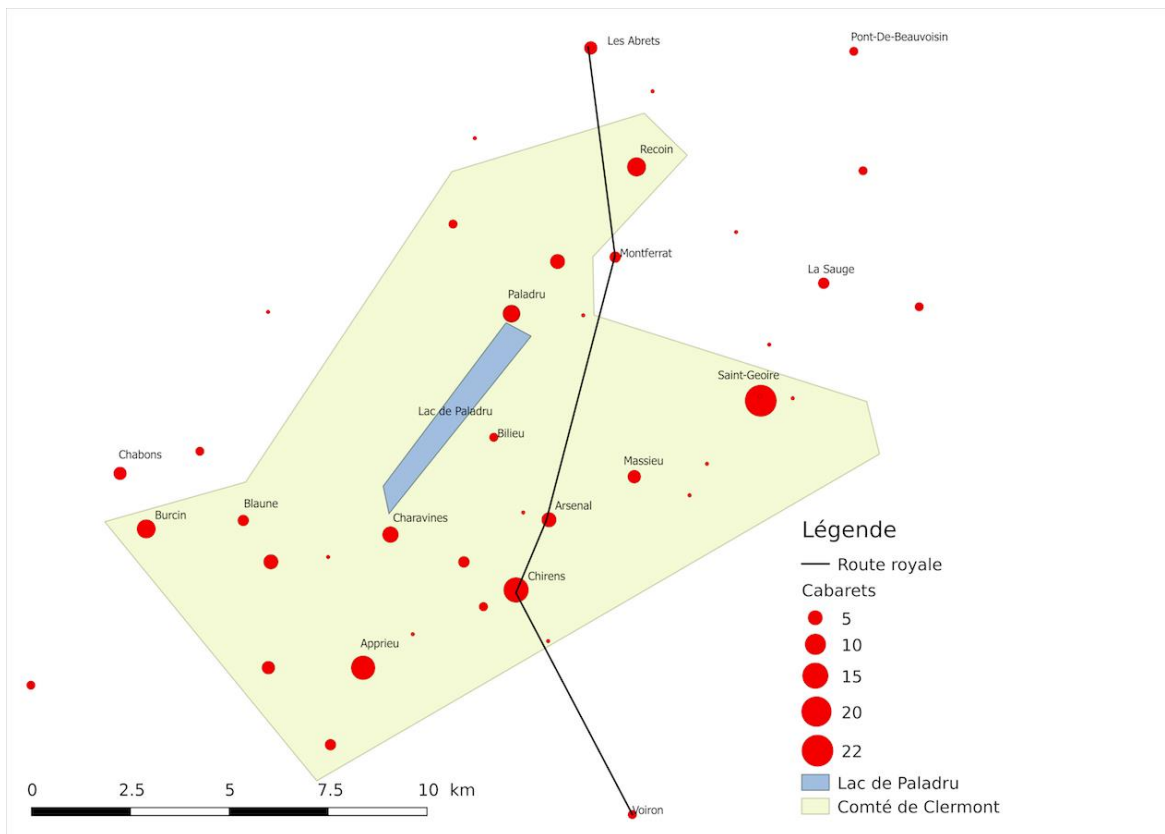 Les Abrets
Pont-De-Beauvoisin
Recoin
Montferrat
La Sauge
Paladru
Saint-Geoire
Lac de Paladru
Bilieu
Chabons
Massieu
Burcin
Blaune
Charavines
Arsenal
Chirens
Apprieu
Voiron
Légende
Route royale
Cabarets
5
10
15
20
22
Lac de Paladru
Comté de Clermont
0 2.5 5 7.5 10 km